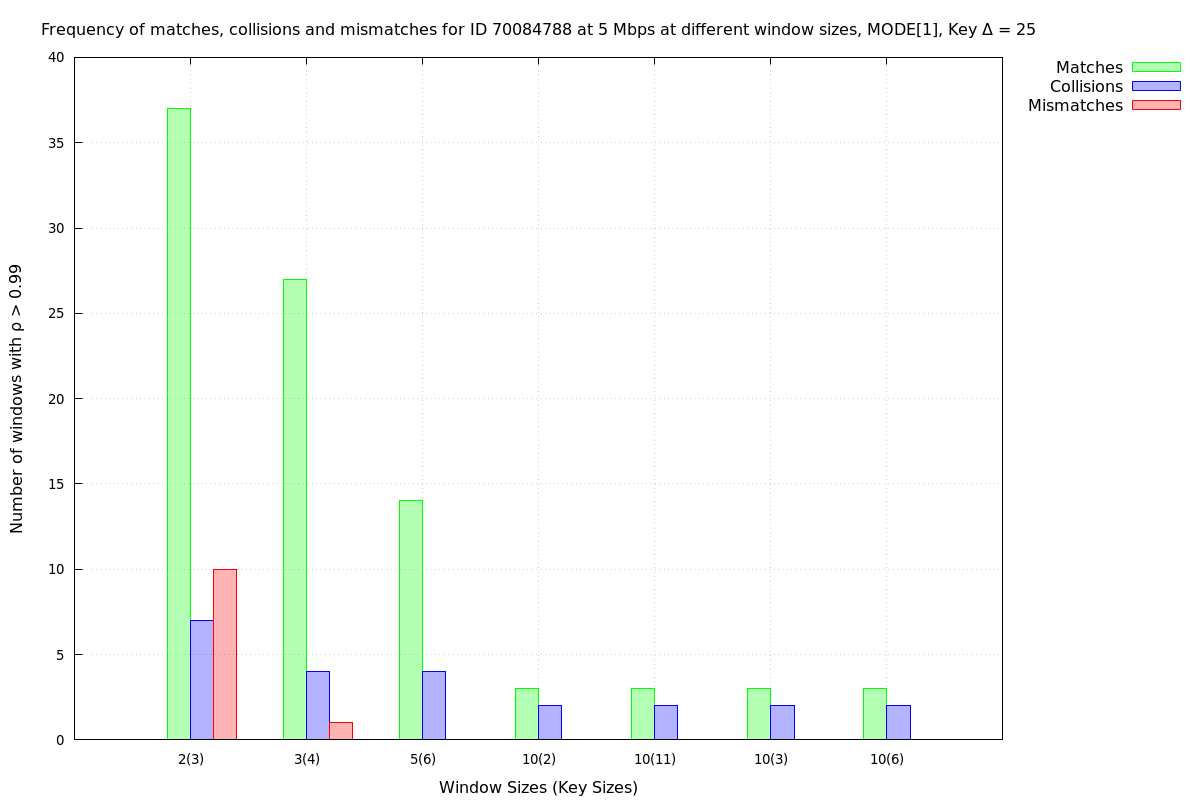 Frequency of matches, collisions and mismatches for ID 70084788 at 5 Mbps at different window sizes, MODE[1], Key Δ = 25
Matches
Collisions
Mismatches
Number of windows with ρ > 0.99
40
35
30
25
20
15
10
5
0
2(3) 3(4) 5(6) 10(2) 10(11) 10(3) 10(6)
Window Sizes (Key Sizes)